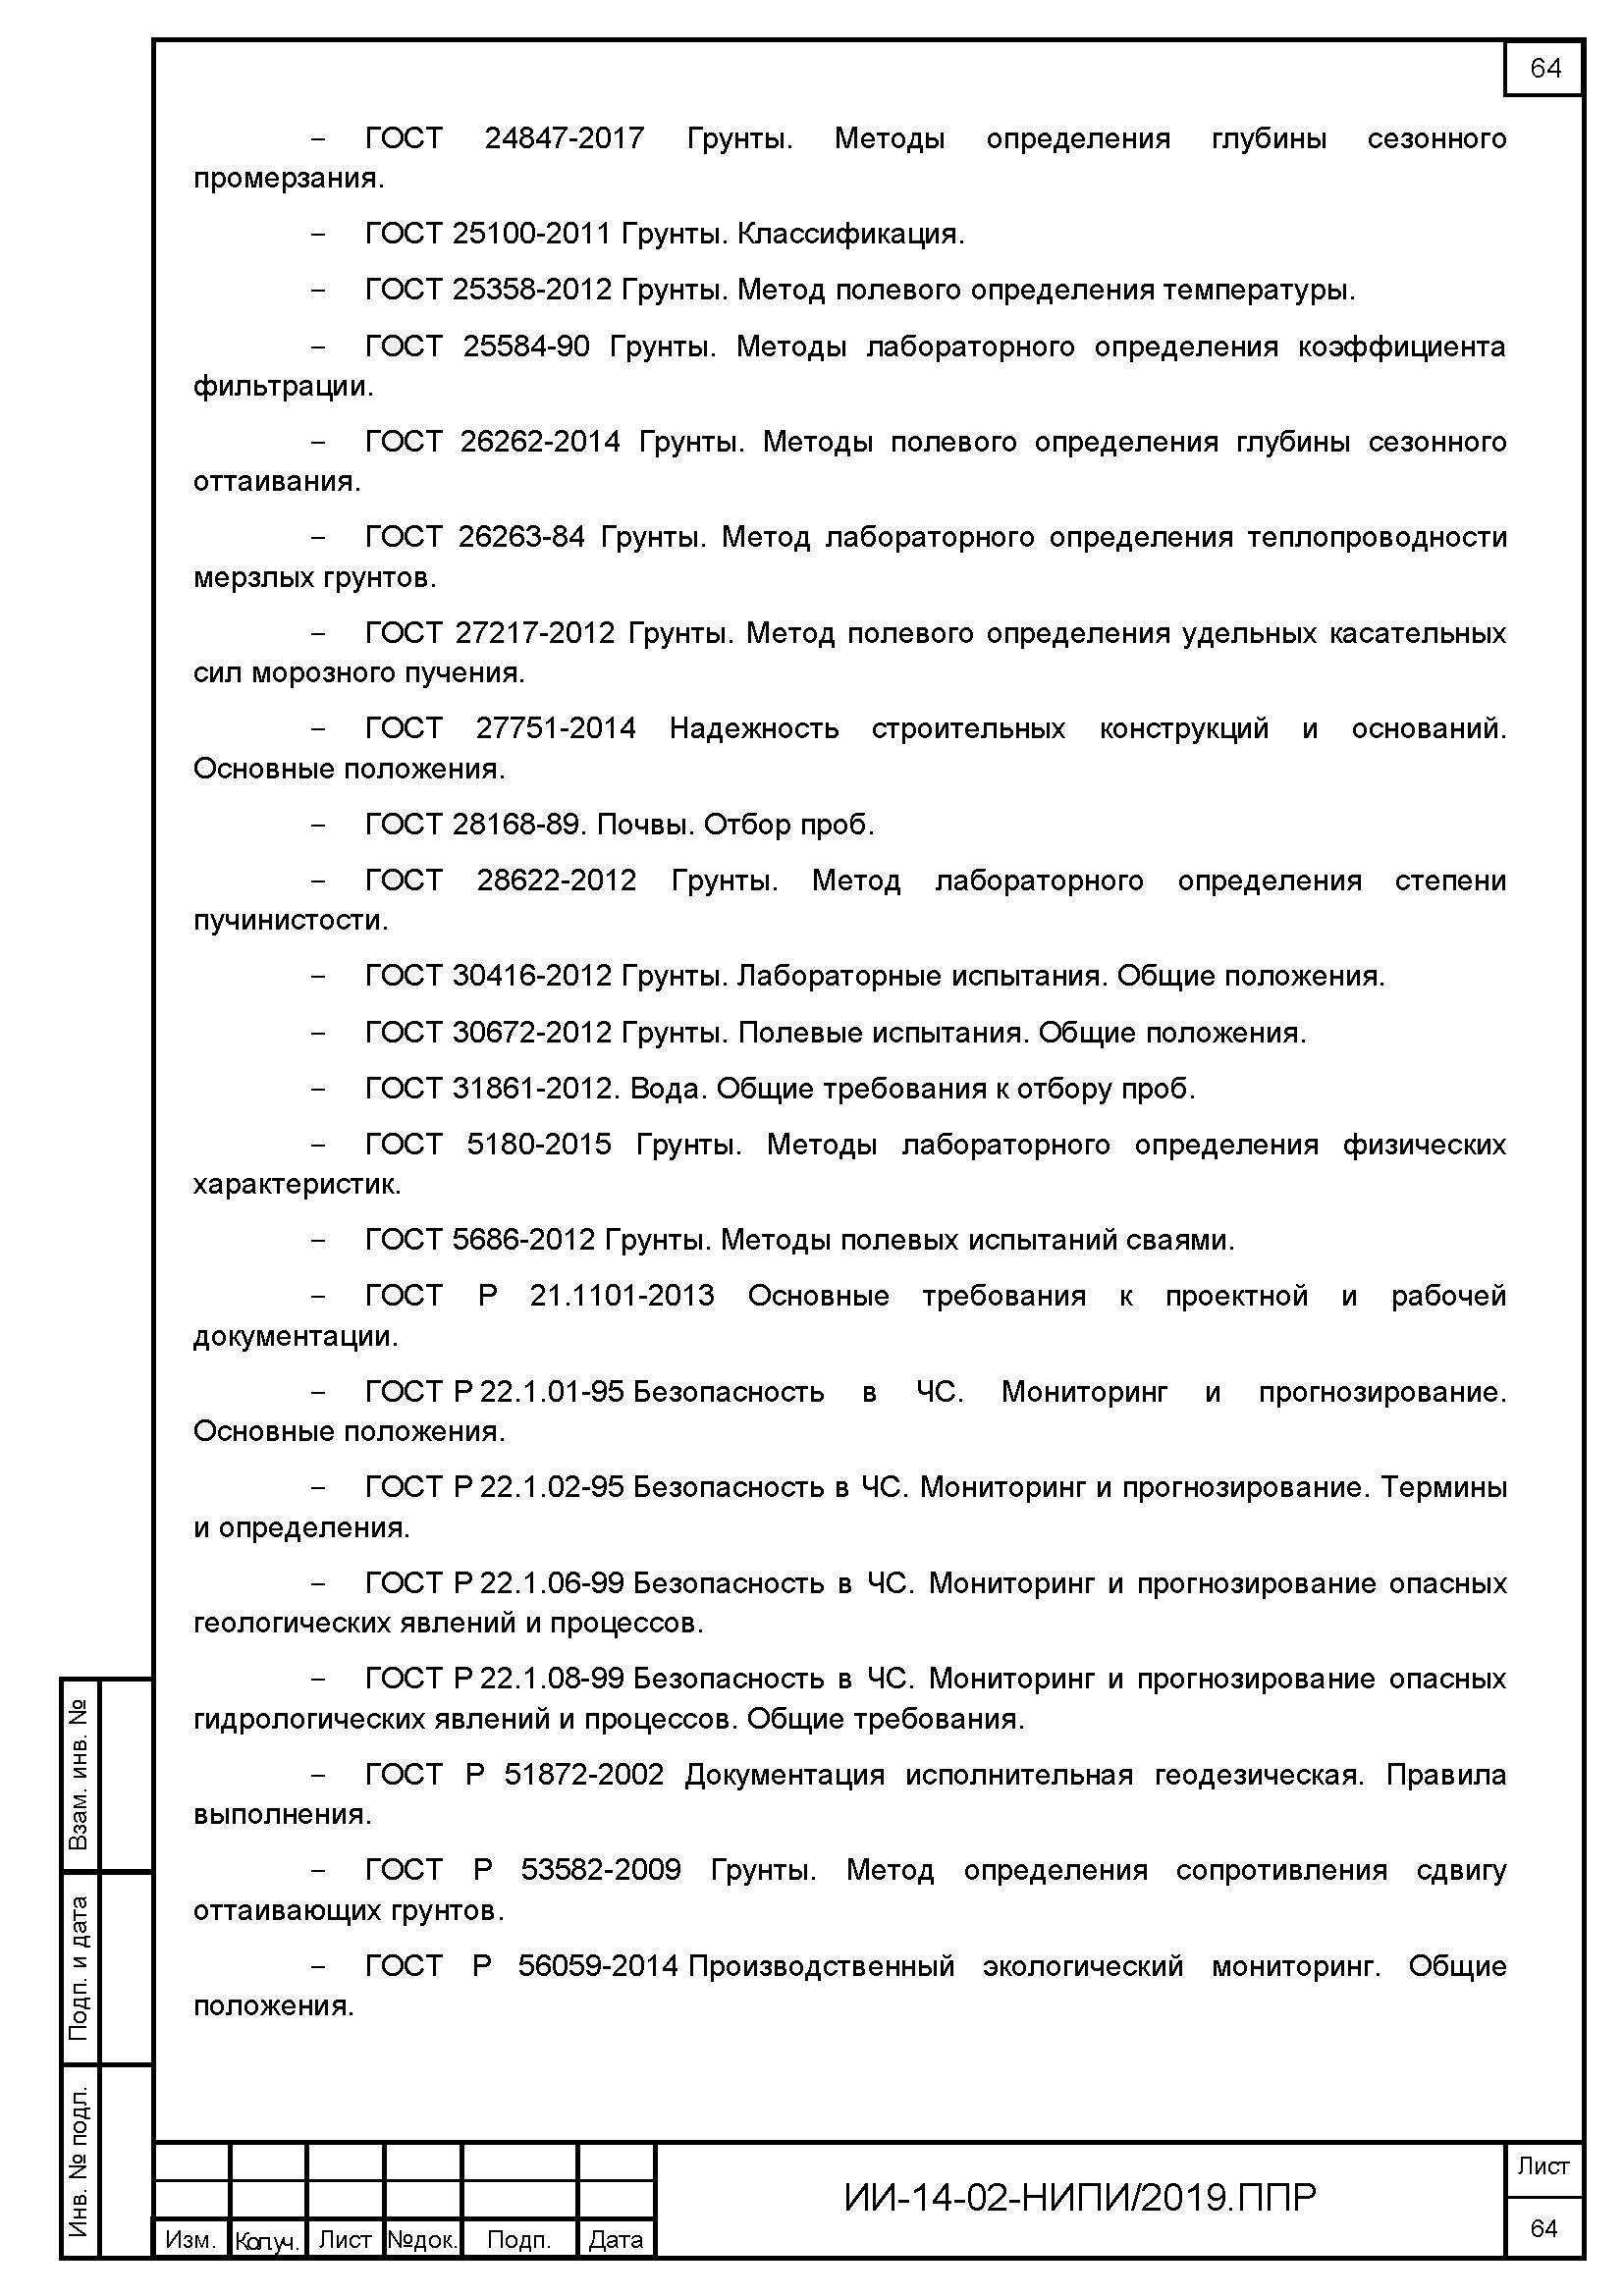 64
– ГОСТ 24847-2017 Грунты. Методы определения глубины сезонного
промерзания.
– ГОСТ 25100-2011 Грунты. Классификация.
– ГОСТ 25358-2012 Грунты. Метод полевого определения температуры.
– ГОСТ 25584-90 Грунты. Методы лабораторного определения коэффициента
фильтрации.
– ГОСТ 26262-2014 Грунты. Методы полевого определения глубины сезонного
оттаивания.
– ГОСТ 26263-84 Грунты. Метод лабораторного определения теплопроводности
мерзлых грунтов.
– ГОСТ 27217-2012 Грунты. Метод полевого определения удельных касательных
сил морозного пучения.
– ГОСТ 27751-2014 Надежность строительных конструкций и оснований.
Основные положения.
– ГОСТ 28168-89. Почвы. Отбор проб.
– ГОСТ 28622-2012 Грунты. Метод лабораторного определения степени
пучинистости.
– ГОСТ 30416-2012 Грунты. Лабораторные испытания. Общие положения.
– ГОСТ 30672-2012 Грунты. Полевые испытания. Общие положения.
– ГОСТ 31861-2012. Вода. Общие требования к отбору проб.
– ГОСТ 5180-2015 Грунты. Методы лабораторного определения физических
характеристик.
– ГОСТ 5686-2012 Грунты. Методы полевых испытаний сваями.
– ГОСТ Р 21.1101-2013 Основные требования к проектной и рабочей
документации.
– ГОСТ Р 22.1.01-95 Безопасность в ЧС. Мониторинг и прогнозирование.
Основные положения.
– ГОСТ Р 22.1.02-95 Безопасность в ЧС. Мониторинг и прогнозирование. Термины
и определения.
– ГОСТ Р 22.1.06-99 Безопасность в ЧС. Мониторинг и прогнозирование опасных
геологических явлений и процессов.
– ГОСТ Р 22.1.08-99 Безопасность в ЧС. Мониторинг и прогнозирование опасных
гидрологических явлений и процессов. Общие требования.
– ГОСТ Р 51872-2002 Документация исполнительная геодезическая. Правила
выполнения.
– ГОСТ Р 53582-2009 Грунты. Метод определения сопротивления сдвигу
оттаивающих грунтов.
– ГОСТ Р 56059-2014 Производственный экологический мониторинг. Общие
положения.
Взам. инв. №
Подп. и дата
Инв. № подл.
Изм. Кол.уч. Лист №док. Подп. Дата
ИИ-14-02-НИПИ/2019.ППР
Лист
64